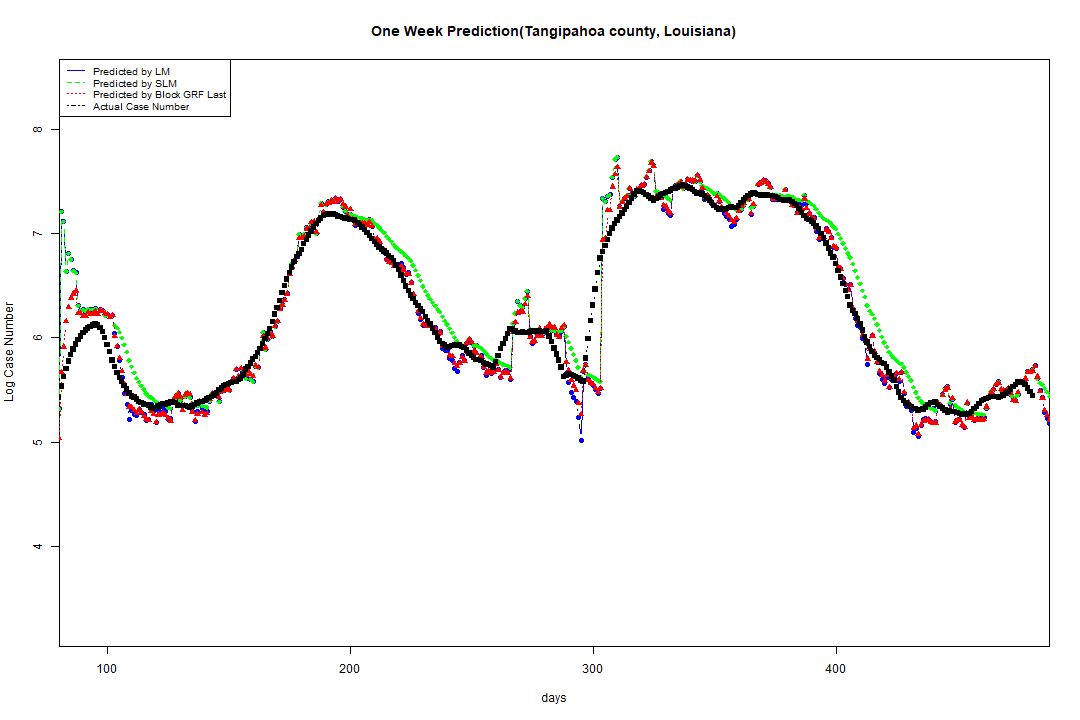 One Week Prediction(Tangipahoa county, Louisiana)
Predicted by LM
Predicted by SLM
Predicted by Block GRF Last
Actual Case Number
8
7
6
5
4
Log Case Number
100 200 300 400
days